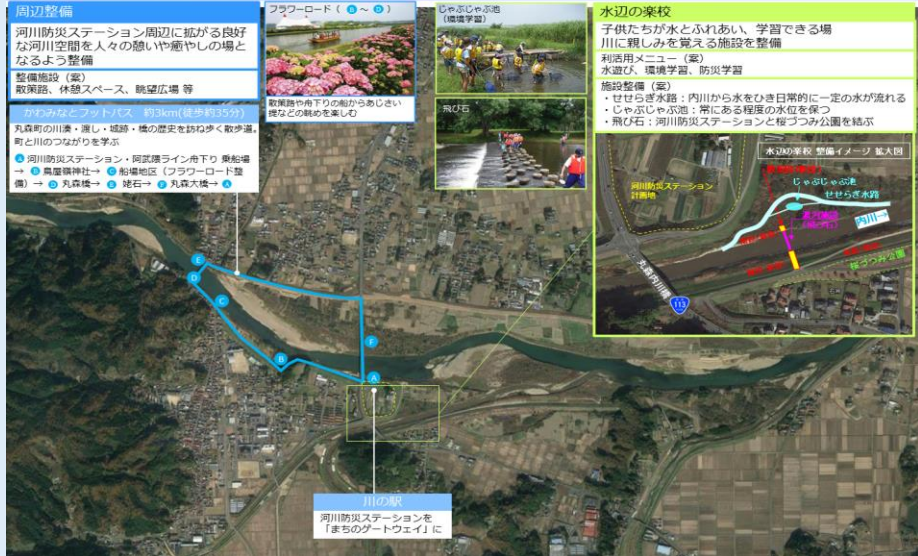 周辺整備
河川防災ステーション周辺に拡がる良好
な河川空間を人々の憩いや癒やしの場と
なるよう整備
整備施設（案）
散策路、休憩スペース、眺望広場 等
かわみなとフットパス 約3km(徒歩約35分)
丸森町の川湊・渡し・城跡・橋の歴史を訪ね歩く散歩道。
町と川のつながりを学ぶ
A 河川防災ステーション・阿武隈ライン舟下り 乗船場
→ B 鳥屋嶺神社→ C 船場地区（フラワーロード整
備）→ D 丸森橋→ E 姥石→ F 丸森大橋→ A
フラワーロード（ B ～ D ）
散策路や舟下りの船からあじさい
堤などの眺めを楽しむ
じゃぶじゃぶ池
（環境学習）
飛び石
水辺の楽校
子供たちが水とふれあい、学習できる場
川に親しみを覚える施設を整備
利活用メニュー（案）
水遊び、環境学習、防災学習
施設整備（案）
・せせらぎ水路：内川から水をひき日常的に一定の水が流れる
・じゃぶじゃぶ池：常にある程度の水位を保つ
・飛び石：河川防災ステーションと桜づつみ公園を結ぶ
水辺の楽校 整備イメージ 拡大図
河川防災ステーション
計画地
じゃぶじゃぶ池
せせらぎ水路
内川→
（飛び石）
桜づつみ公園
丸森内川橋
113
E
D
C
B
F
A
川の駅
河川防災ステーションを
「まちのゲートウェイ」に